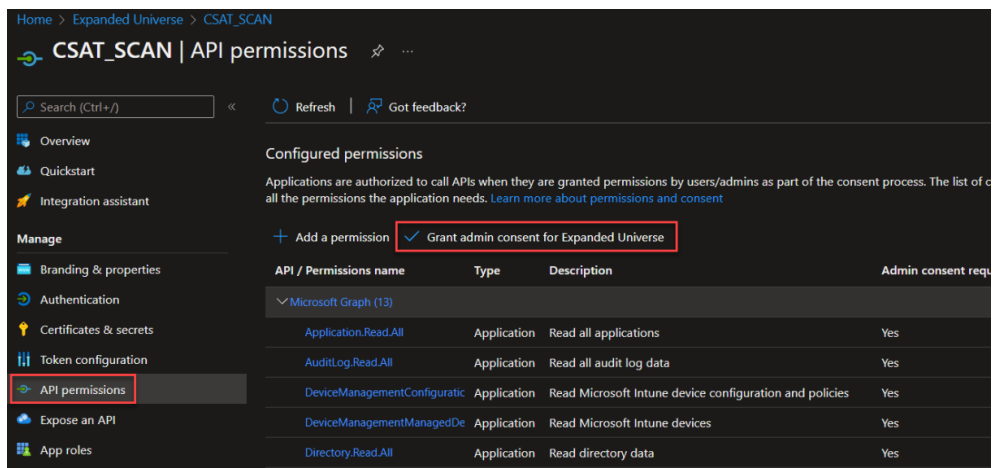 Home > Expanded Universe > CSAT_SCAN
CSAT_SCAN | API permissions
Search (Ctrl+/)
Refresh
Got feedback?
Overview
Quickstart
Integration assistant
Manage
Branding & properties
Authentication
Certificates & secrets
Token configuration
API permissions
Expose an API
App roles
Configured permissions
Applications are authorized to call APIs when they are granted permissions by users/admins as part of the consent process. The list of c
all the permissions the application needs. Learn more about permissions and consent
Add a permission
Grant admin consent for Expanded Universe
API / Permissions name Type Description Admin consent requ
Microsoft Graph (13)
Application.Read.All Application Read all applications Yes
AuditLog.Read.All Application Read all audit log data Yes
DeviceManagementConfiguratic Application Read Microsoft Intune device configuration and policies Yes
DeviceManagementManagedDe Application Read Microsoft Intune devices Yes
Directory.Read.All Application Read directory data Yes